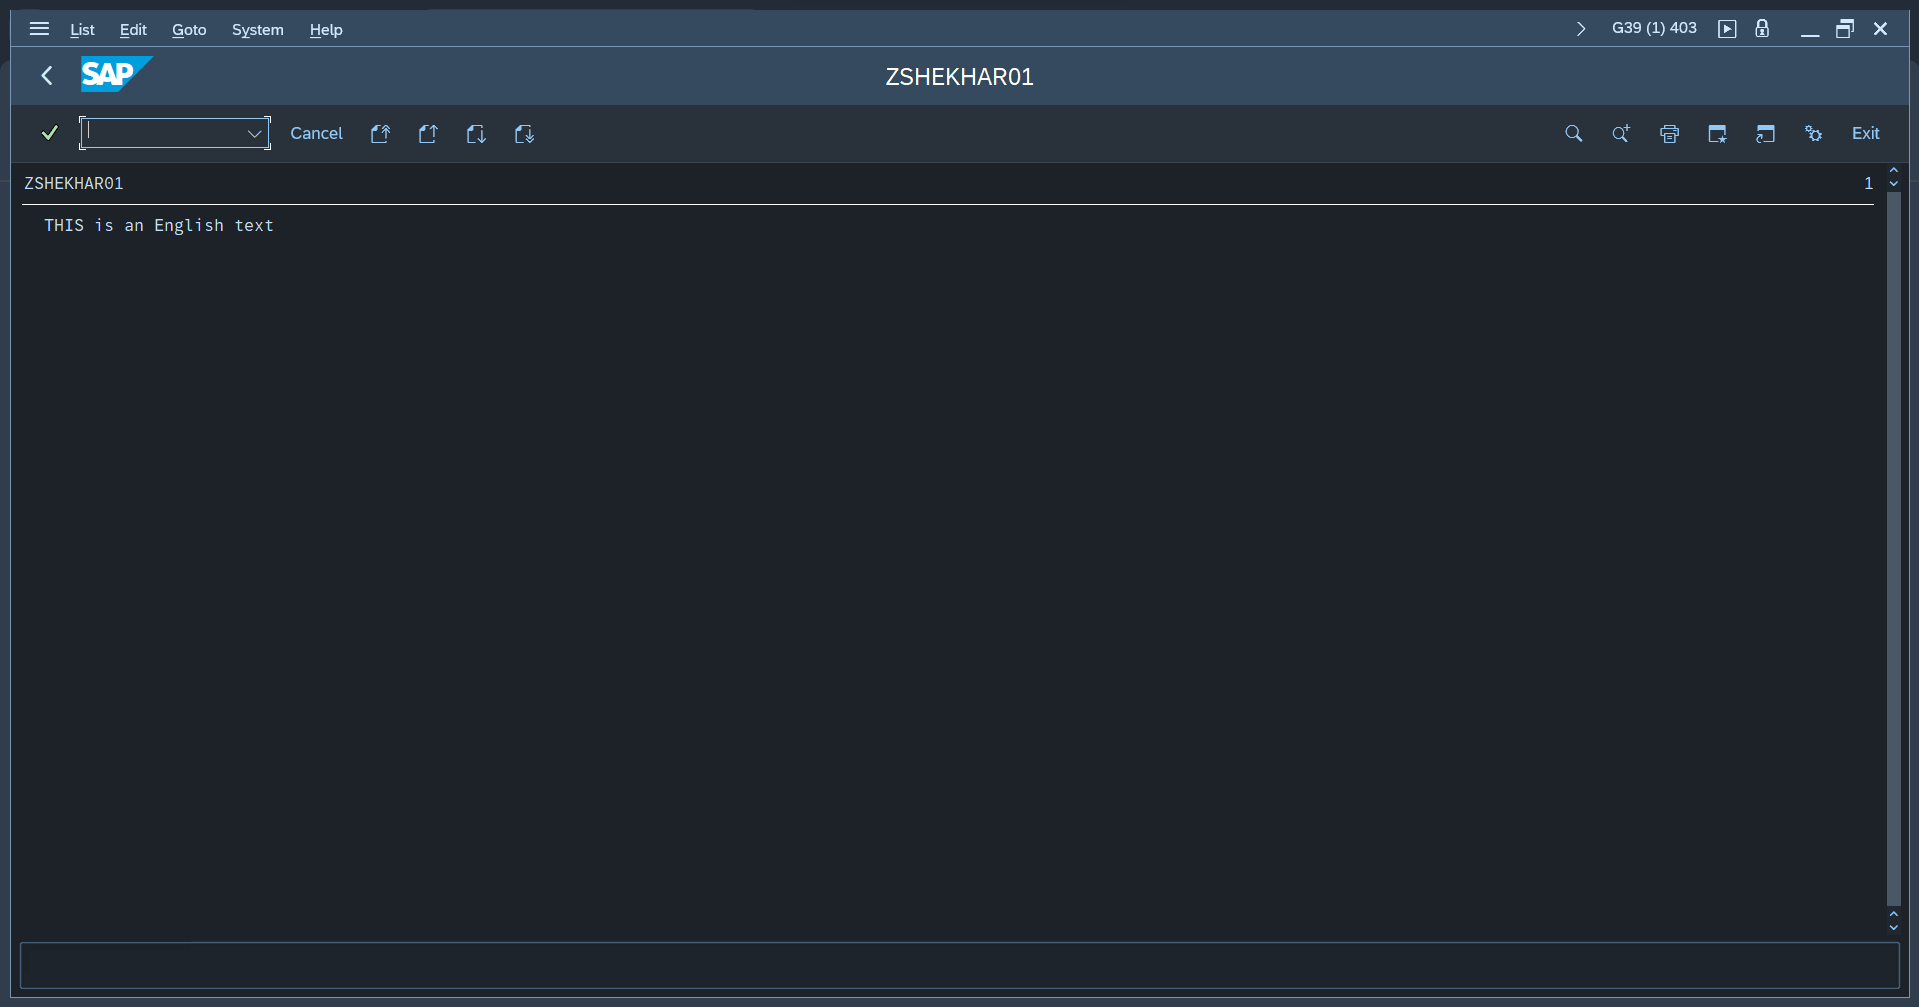 List Edit Goto System Help G39 (1) 403
SAP ZSHEKHAR01
Cancel Exit
ZSHEKHAR01 1
THIS is an English text